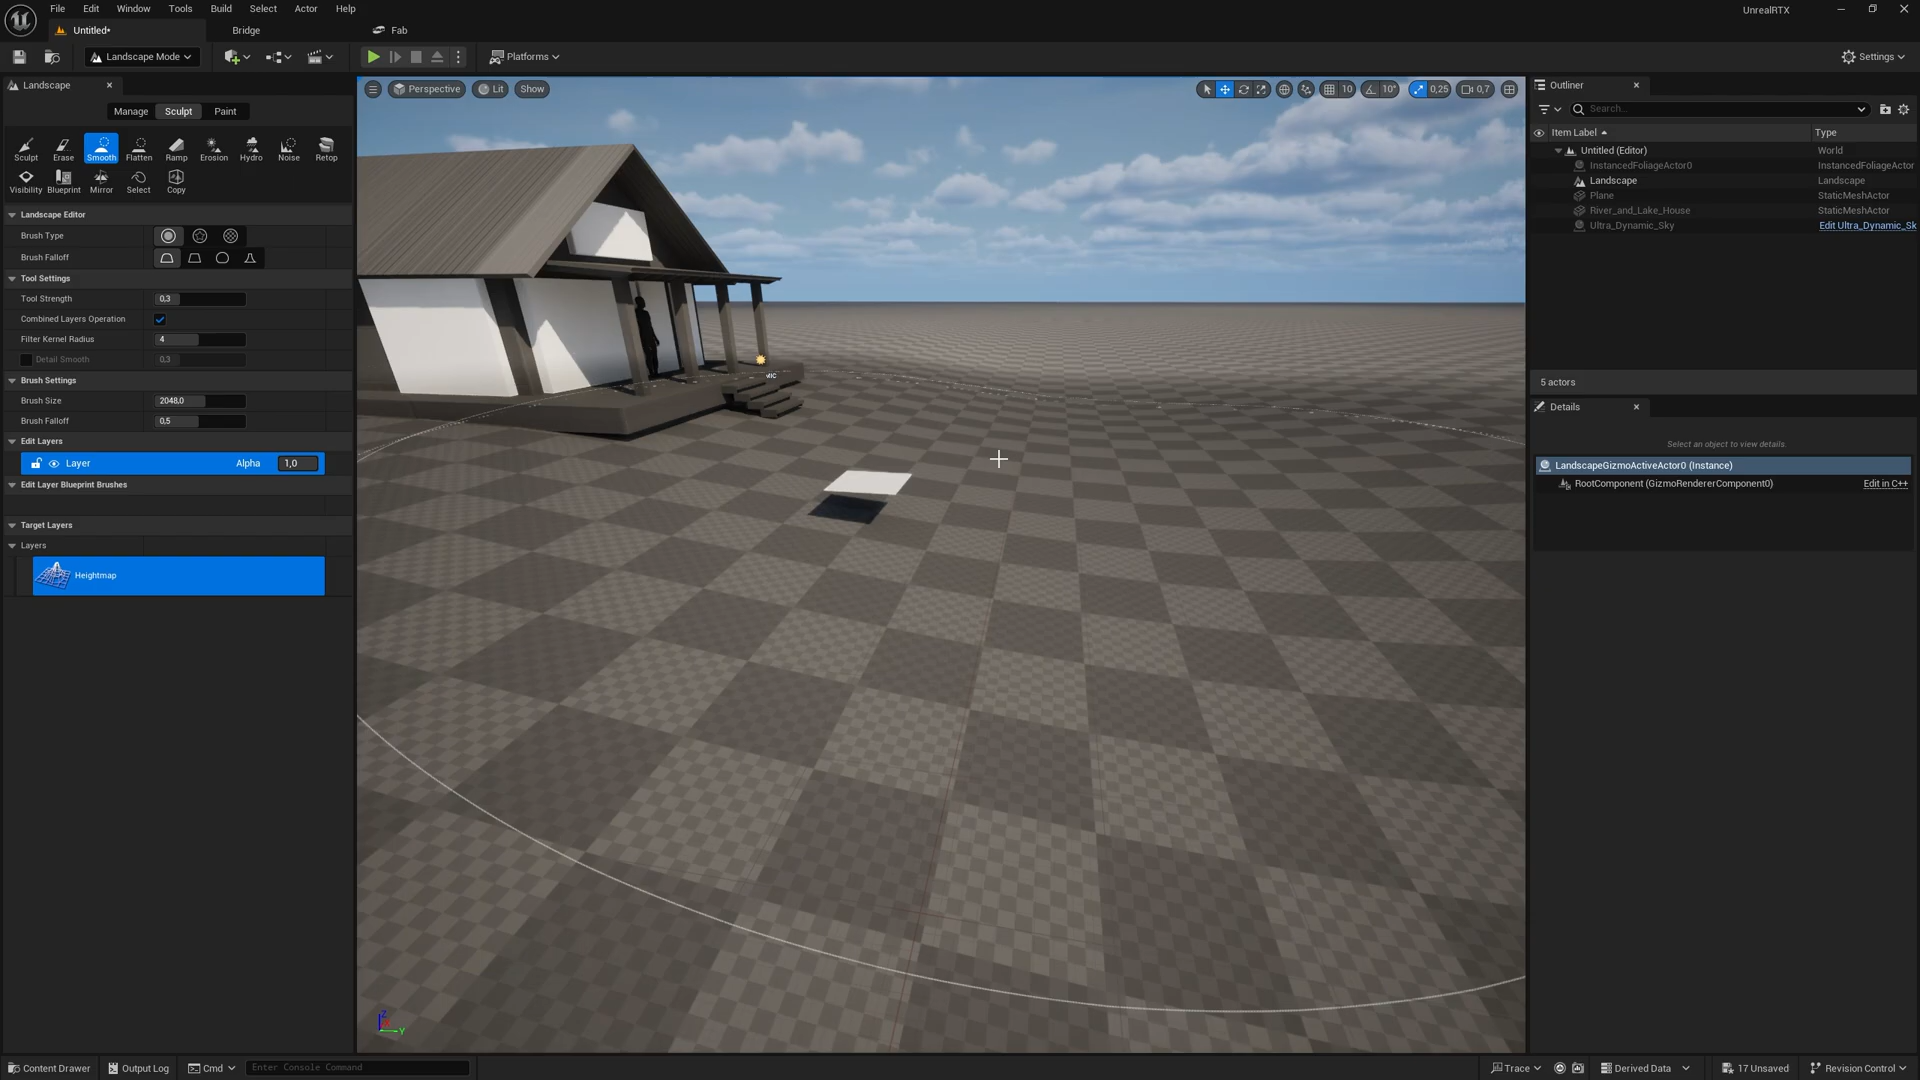 File Edit Window Tools Build Select Actor Help
UnrealRTX
Untitled* Bridge Fab
Landscape Mode Platforms Settings
Landscape
Manage Sculpt Paint
Sculpt Erase Smooth Flatten Ramp Erosion Hydro Noise Retop
Visibility Blueprint Mirror Select Copy
Landscape Editor
Brush Type
Brush Falloff
Tool Settings
Tool Strength 0,3
Combined Layers Operation
Filter Kernel Radius 4
Detail Smooth 0,3
Brush Settings
Brush Size 2048,0
Brush Falloff 0,5
Edit Layers
Layer Alpha 1,0
Edit Layer Blueprint Brushes
Target Layers
Layers
Heightmap
Perspective Lit Show 10 10° 0,25 0,7
MIC
Z
Y
Outliner
Search...
Item Label Type
Untitled (Editor) World
InstancedFoliageActor0 InstancedFoliageActor
Landscape Landscape
Plane StaticMeshActor
River_and_Lake_House StaticMeshActor
Ultra_Dynamic_Sky Edit Ultra_Dynamic_Sk
5 actors
Details
Select an object to view details.
LandscapeGizmoActiveActor0 (Instance)
RootComponent (GizmoRendererComponent0) Edit in C++
Content Drawer Output Log Cmd Enter Console Command Trace Derived Data 17 Unsaved Revision Control